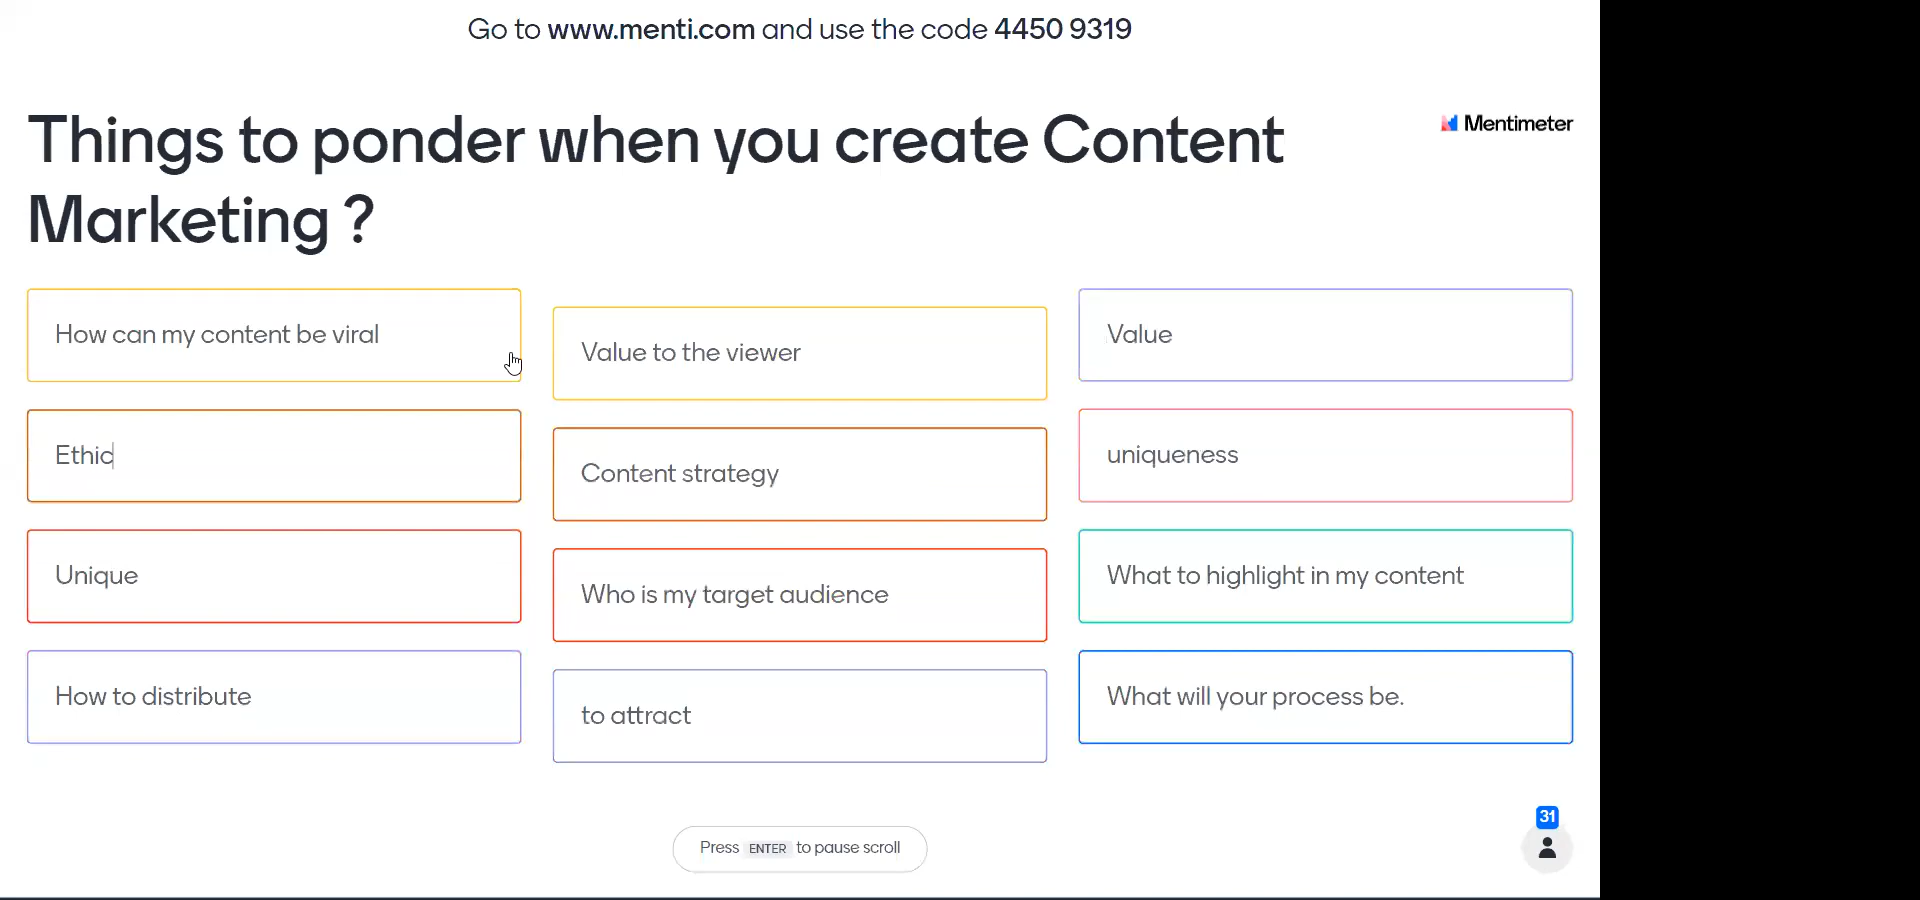 Go to www.menti.com and use the code 4450 9319
Things to ponder when you create Content
Marketing ?
Mentimeter
How can my content be viral
Value to the viewer
Value
Ethic
Content strategy
uniqueness
Unique
Who is my target audience
What to highlight in my content
How to distribute
to attract
What will your process be.
31
Press ENTER to pause scroll